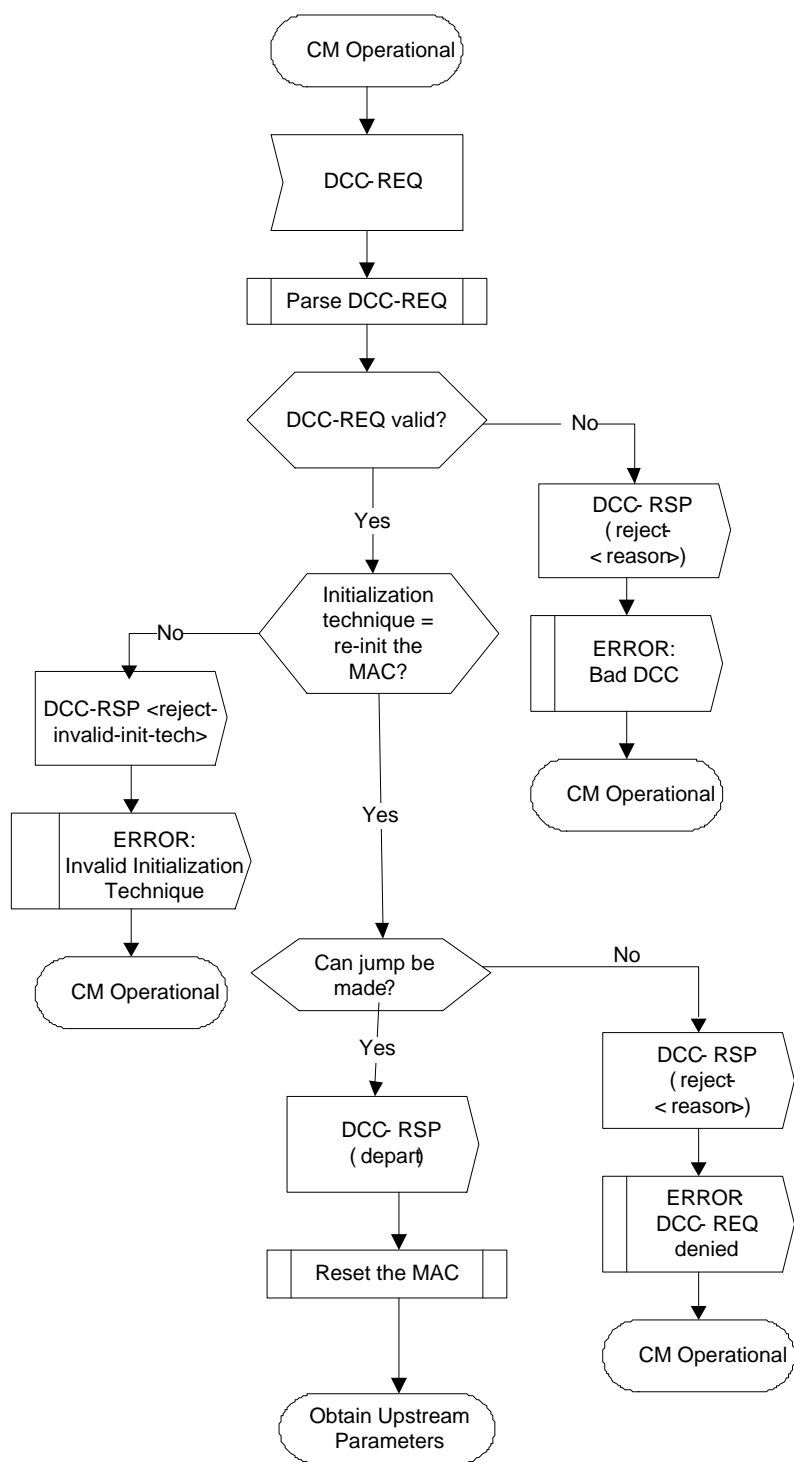 CM Operational
DCC-REQ
Parse DCC-REQ
DCC-REQ valid?
No
Yes
DCC- RSP
( reject-
< reason>)
Initialization
technique =
re-init the
MAC?
No
ERROR:
Bad DCC
DCC-RSP <reject-
invalid-init-tech>
CM Operational
Yes
ERROR:
Invalid Initialization
Technique
CM Operational
Can jump be
made?
No
Yes
DCC- RSP
( reject-
< reason>)
DCC- RSP
( depart)
ERROR
DCC- REQ
denied
Reset the MAC
CM Operational
Obtain Upstream
Parameters